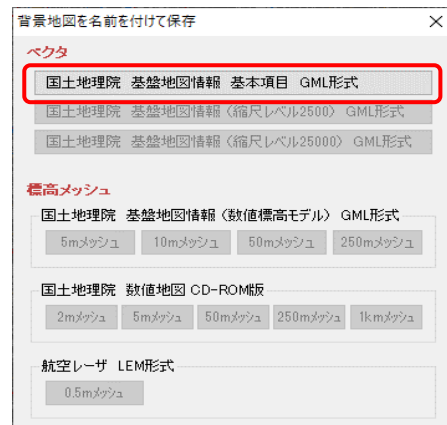 背景地図を名前を付けて保存
ベクタ
国土地理院 基盤地図情報 基本項目 GML形式
国土地理院 基盤地図情報（縮尺レベル2500） GML形式
国土地理院 基盤地図情報（縮尺レベル25000） GML形式
標高メッシュ
国土地理院 基盤地図情報（数値標高モデル） GML形式
5mメッシュ 10mメッシュ 50mメッシュ 250mメッシュ
国土地理院 数値地図 CD-ROM版
2mメッシュ 5mメッシュ 50mメッシュ 250mメッシュ 1kmメッシュ
航空レーザ LEM形式
0.5mメッシュ